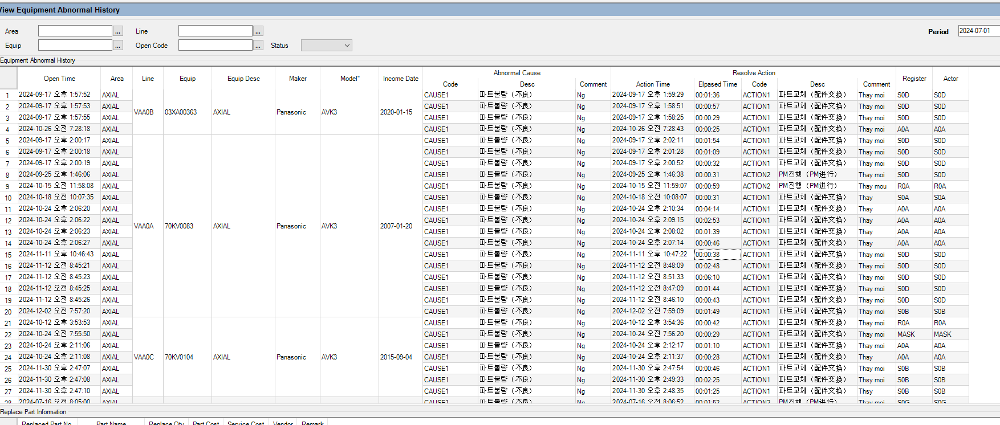 View Equipment Abnormal History
Area ... Line ... Period 2024-07-01
Equip ... Open Code ... Status
Equipment Abnormal History
Open Time Area Line Equip Equip Desc Maker Model" Income Date Abnormal Cause Resolve Action Register Actor
Code Desc Comment Action Time Elpased Time Code Desc Comment
1 2024-09-17 오후 1:57:52 AXIAL CAUSE1 파트불량 (不良) Ng 2024-09-17 오후 1:59:29 00:01:36 ACTION1 파트교체 (配件交换) Thay moi S0D S0D
2 2024-09-17 오후 1:57:53 AXIAL CAUSE1 파트불량 (不良) Ng 2024-09-17 오후 1:58:51 00:00:57 ACTION1 파트교체 (配件交换) Thay moi S0D S0D
VAA0B 03XA00363 AXIAL Panasonic AVK3 2020-01-15
3 2024-09-17 오후 1:57:55 AXIAL CAUSE1 파트불량 (不良) Ng 2024-09-17 오후 1:58:25 00:00:29 ACTION1 파트교체 (配件交换) Thay moi S0D S0D
4 2024-10-26 오전 7:28:18 AXIAL CAUSE1 파트불량 (不良) Ng 2024-10-26 오전 7:28:43 00:00:25 ACTION1 파트교체 (配件交换) Thay moi A0A A0A
5 2024-09-17 오후 2:00:17 AXIAL CAUSE1 파트불량 (不良) Ng 2024-09-17 오후 2:02:11 00:01:54 ACTION1 파트교체 (配件交换) Thay moi S0D S0D
6 2024-09-17 오후 2:00:18 AXIAL CAUSE1 파트불량 (不良) Ng 2024-09-17 오후 2:01:28 00:01:09 ACTION1 파트교체 (配件交换) Thay moi S0D S0D
7 2024-09-17 오후 2:00:19 AXIAL CAUSE1 파트불량 (不良) Ng 2024-09-17 오후 2:00:52 00:00:32 ACTION1 파트교체 (配件交换) Thay moi S0D S0D
8 2024-09-25 오후 1:46:06 AXIAL CAUSE1 파트불량 (不良) Ng 2024-09-25 오후 1:46:38 00:00:31 ACTION2 PM진행 (PM进行) Thay moi S0D S0D
9 2024-10-15 오전 11:58:08 AXIAL CAUSE1 파트불량 (不良) Ng 2024-10-15 오전 11:59:07 00:00:59 ACTION2 PM진행 (PM进行) Thay mou R0A R0A
10 2024-10-18 오전 10:07:35 AXIAL CAUSE1 파트불량 (不良) Ng 2024-10-18 오전 10:08:07 00:00:31 ACTION1 파트교체 (配件交换) Thay S0A S0A
11 2024-10-24 오후 2:06:20 AXIAL CAUSE1 파트불량 (不良) Ng 2024-10-24 오후 2:10:34 00:04:14 ACTION1 파트교체 (配件交换) Thay A0A A0A
12 2024-10-24 오후 2:06:22 AXIAL CAUSE1 파트불량 (不良) Ng 2024-10-24 오후 2:09:15 00:02:53 ACTION1 파트교체 (配件交换) Thay A0A A0A
VAA0A 70KV0083 AXIAL Panasonic AVK3 2007-01-20
13 2024-10-24 오후 2:06:23 AXIAL CAUSE1 파트불량 (不良) Ng 2024-10-24 오후 2:08:02 00:01:39 ACTION1 파트교체 (配件交换) Thay A0A A0A
14 2024-10-24 오후 2:06:27 AXIAL CAUSE1 파트불량 (不良) Ng 2024-10-24 오후 2:07:14 00:00:46 ACTION1 파트교체 (配件交换) Thay A0A A0A
15 2024-11-11 오후 10:46:43 AXIAL CAUSE1 파트불량 (不良) Ng 2024-11-11 오후 10:47:22 00:00:38 ACTION1 파트교체 (配件交换) Thay moi S0D S0D
16 2024-11-12 오전 8:45:21 AXIAL CAUSE1 파트불량 (不良) Ng 2024-11-12 오전 8:48:09 00:02:48 ACTION1 파트교체 (配件交换) Thay moi S0D S0D
17 2024-11-12 오전 8:45:23 AXIAL CAUSE1 파트불량 (不良) Ng 2024-11-12 오전 8:51:33 00:06:10 ACTION1 파트교체 (配件交换) Thay moi S0D S0D
18 2024-11-12 오전 8:45:25 AXIAL CAUSE1 파트불량 (不良) Ng 2024-11-12 오전 8:47:09 00:01:44 ACTION1 파트교체 (配件交换) Thay moi S0D S0D
19 2024-11-12 오전 8:45:26 AXIAL CAUSE1 파트불량 (不良) Ng 2024-11-12 오전 8:46:10 00:00:43 ACTION1 파트교체 (配件交换) Thay moi S0D S0D
20 2024-12-02 오전 7:57:20 AXIAL CAUSE1 파트불량 (不良) Ng 2024-12-02 오전 7:59:09 00:01:49 ACTION1 파트교체 (配件交换) Thay moi S0B S0B
21 2024-10-12 오후 3:53:53 AXIAL CAUSE1 파트불량 (不良) Ng 2024-10-12 오후 3:54:36 00:00:42 ACTION1 파트교체 (配件交换) Thay moi R0A R0A
22 2024-10-24 오전 7:55:50 AXIAL CAUSE1 파트불량 (不良) Ng 2024-10-24 오전 7:56:20 00:00:29 ACTION1 파트교체 (配件交换) Thay moi MASK MASK
23 2024-10-24 오후 2:11:06 AXIAL CAUSE1 파트불량 (不良) Ng 2024-10-24 오후 2:12:17 00:01:10 ACTION1 파트교체 (配件交换) Thay moi A0A A0A
24 2024-10-24 오후 2:11:08 AXIAL VAA0C 70KV0104 AXIAL Panasonic AVK3 2015-09-04 CAUSE1 파트불량 (不良) Ng 2024-10-24 오후 2:11:37 00:00:28 ACTION1 파트교체 (配件交换) Thay A0A A0A
25 2024-11-30 오후 2:47:07 AXIAL CAUSE1 파트불량 (不良) Ng 2024-11-30 오후 2:47:54 00:00:46 ACTION1 파트교체 (配件交换) Thay moi S0B S0B
26 2024-11-30 오후 2:47:08 AXIAL CAUSE1 파트불량 (不良) Ng 2024-11-30 오후 2:49:33 00:02:25 ACTION1 파트교체 (配件交换) Thsy moi S0B S0B
27 2024-11-30 오후 2:47:10 AXIAL CAUSE1 파트불량 (不良) Ng 2024-11-30 오후 2:48:35 00:01:25 ACTION1 파트교체 (配件交换) Thsy S0B S0B
28 2024-07-16 오전 8:05:00 AXIAL CAUSE1 파트불량 (不良) Ng 2024-07-16 오전 8:06:52 00:01:52 ACTION2 PM진행 (PM进行) Thay moi S0G S0G
Replace Part Information
Replaced Part No Part Name Replace Qty Part Cost Service Cost Vendor Remark